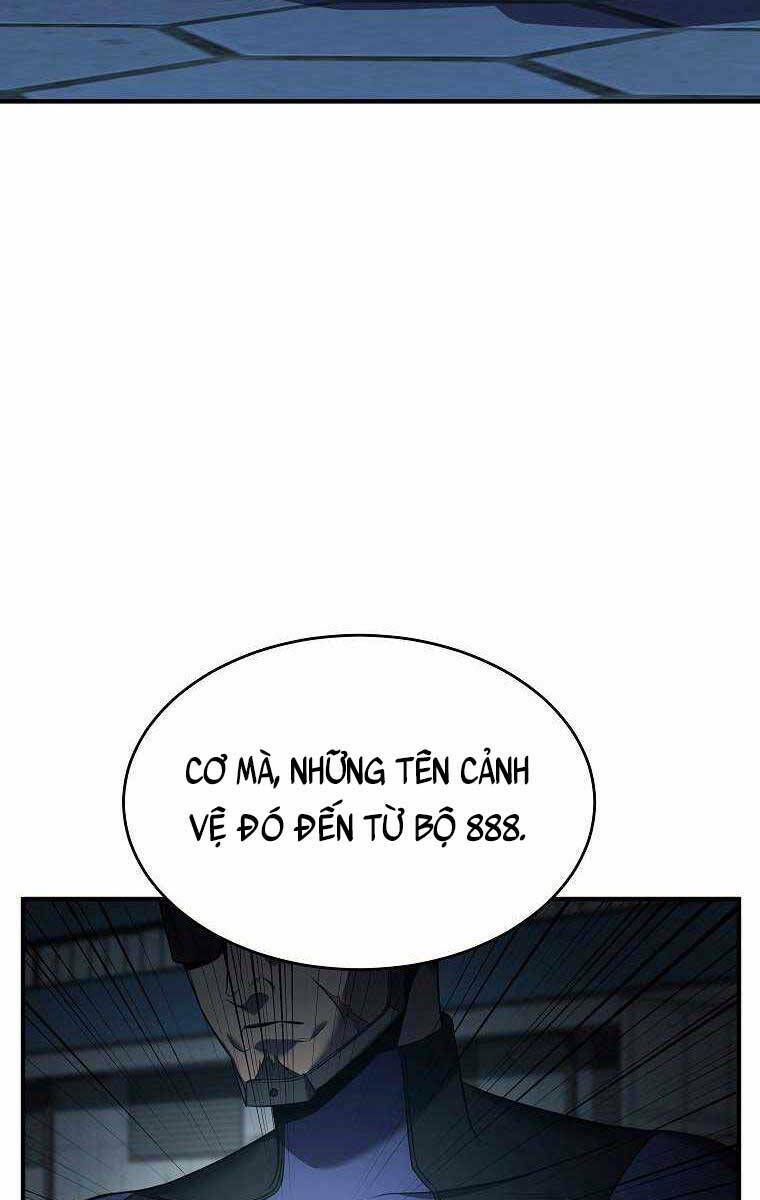 CƠ MÀ, NHỮNG TÊN CẢNH
VỆ ĐÓ ĐẾN TỪ BỘ 888.